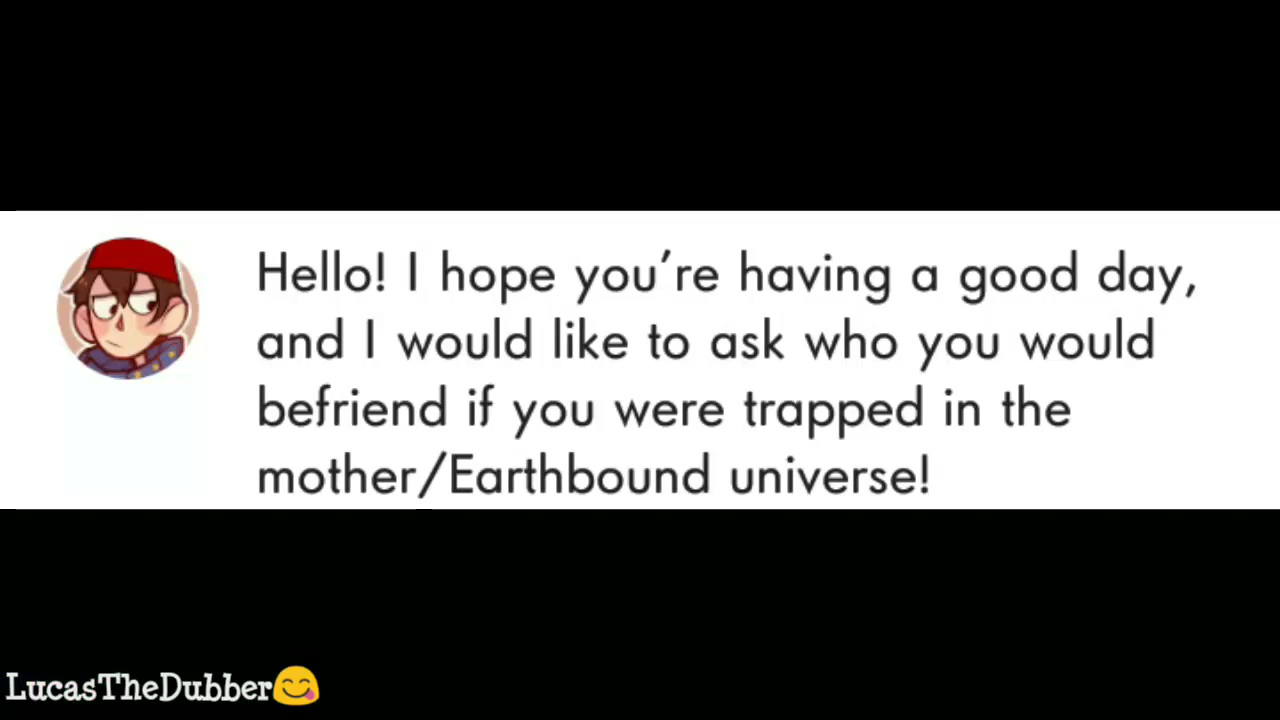 Hello! I hope you’re having a good day,
and I would like to ask who you would
befriend if you were trapped in the
mother/Earthbound universe!
LucasTheDubber😋